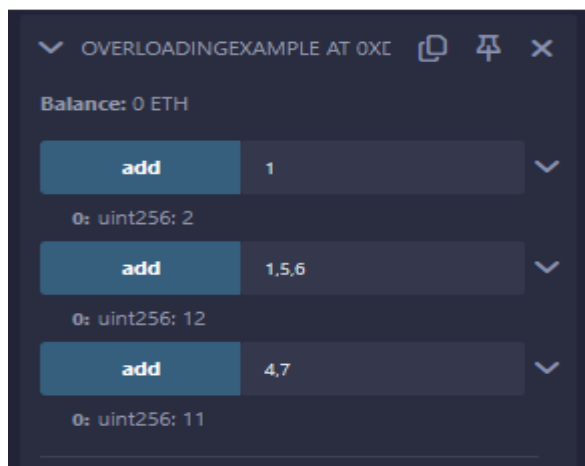 OVERLOADINGEXAMPLE AT 0XD
Balance: 0 ETH
add 1
0: uint256: 2
add 1,5,6
0: uint256: 12
add 4,7
0: uint256: 11